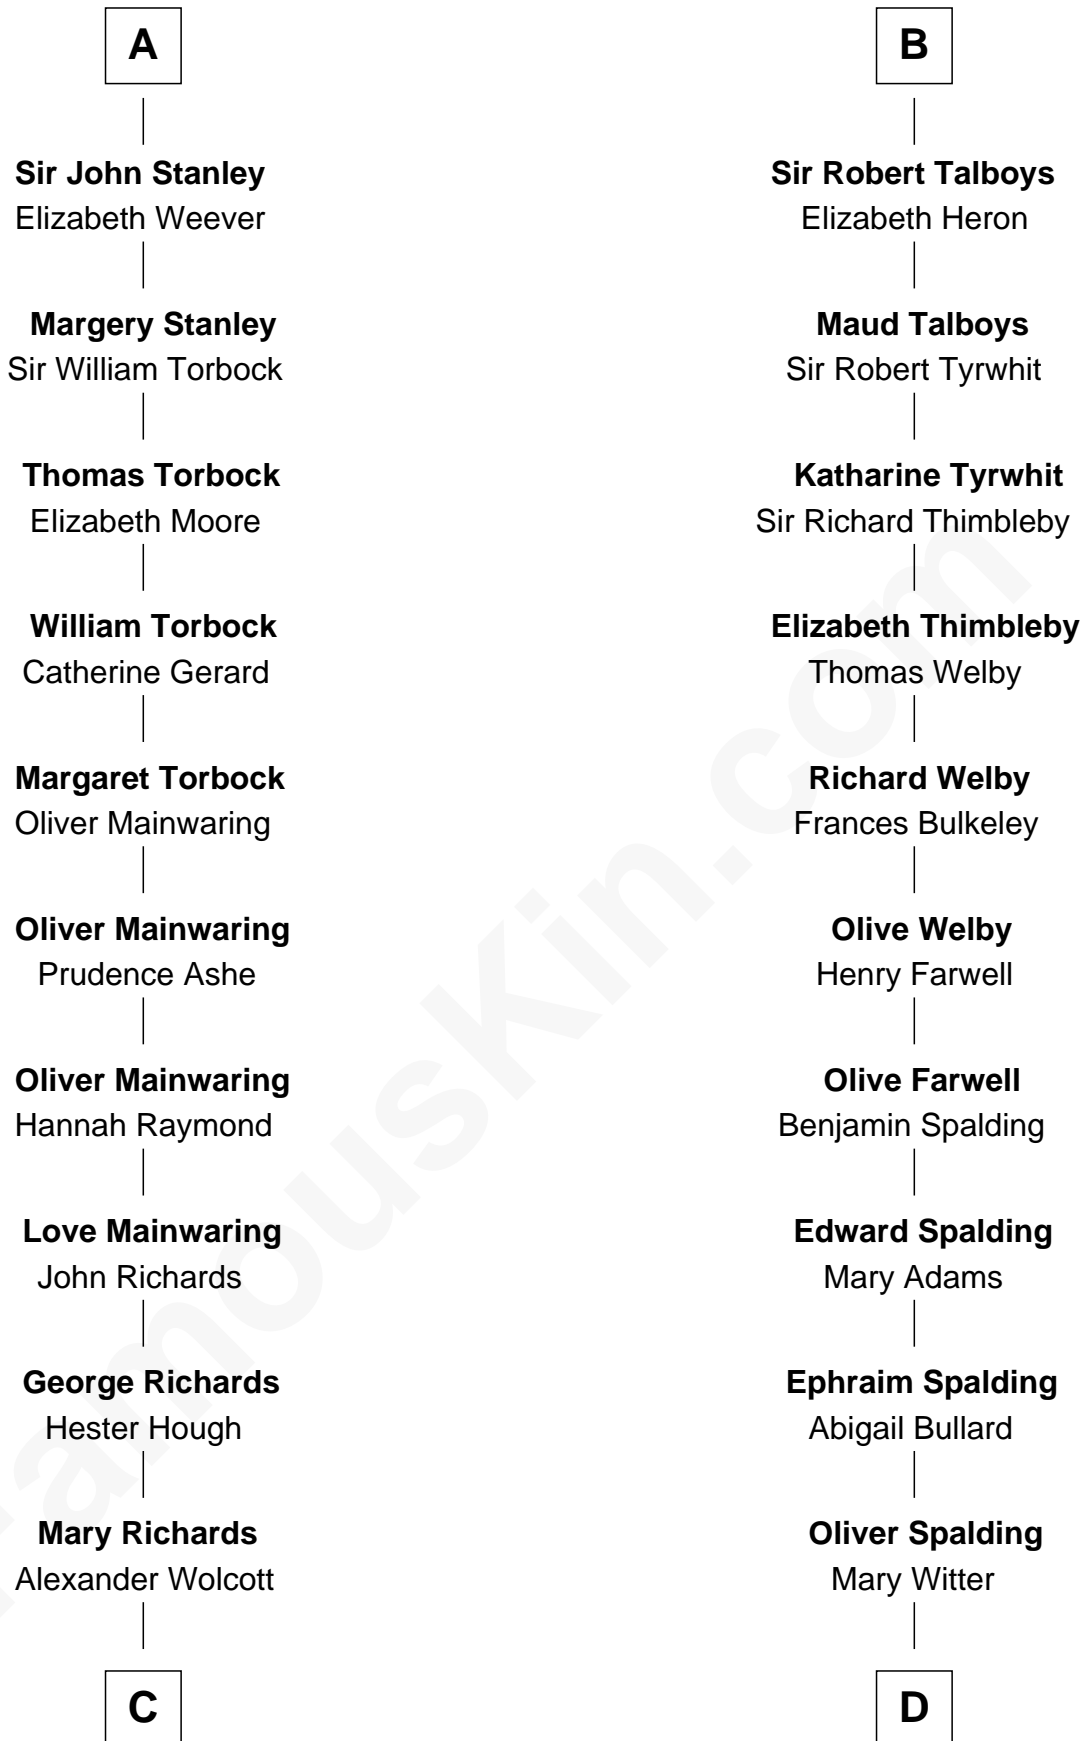 A
Sir John Stanley
Elizabeth Weever
Margery Stanley
Sir William Torbock
Thomas Torbock
Elizabeth Moore
William Torbock
Catherine Gerard
Margaret Torbock
Oliver Mainwaring
Oliver Mainwaring
Prudence Ashe
Oliver Mainwaring
Hannah Raymond
Love Mainwaring
John Richards
George Richards
Hester Hough
Mary Richards
Alexander Wolcott
C
B
Sir Robert Talboys
Elizabeth Heron
Maud Talboys
Sir Robert Tyrwhit
Katharine Tyrwhit
Sir Richard Thimbleby
Elizabeth Thimbleby
Thomas Welby
Richard Welby
Frances Bulkeley
Olive Welby
Henry Farwell
Olive Farwell
Benjamin Spalding
Edward Spalding
Mary Adams
Ephraim Spalding
Abigail Bullard
Oliver Spalding
Mary Witter
D
FamousKin.com